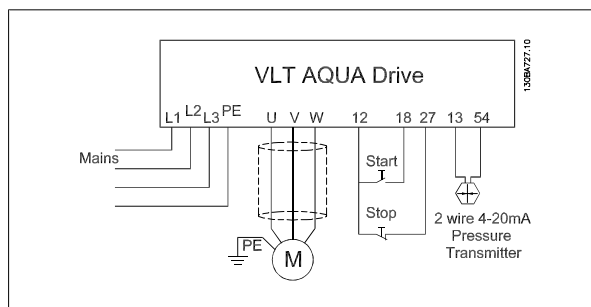 VLT AQUA Drive
130BA727.10
L1 L2 L3 PE U V W 12 18 27 13 54
Mains
Start
Stop
PE
M
2 wire 4-20mA
Pressure
Transmitter